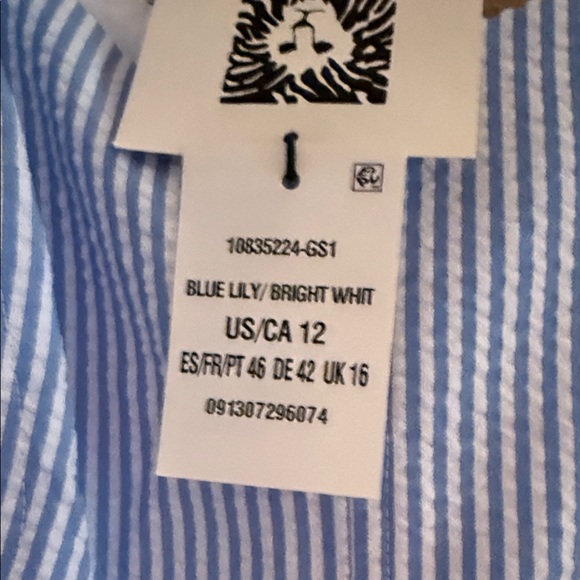 10835224-GS1
BLUE LILY/ BRIGHT WHIT
US/CA 12
ES/FR/PT 46 DE 42 UK 16
091307296074